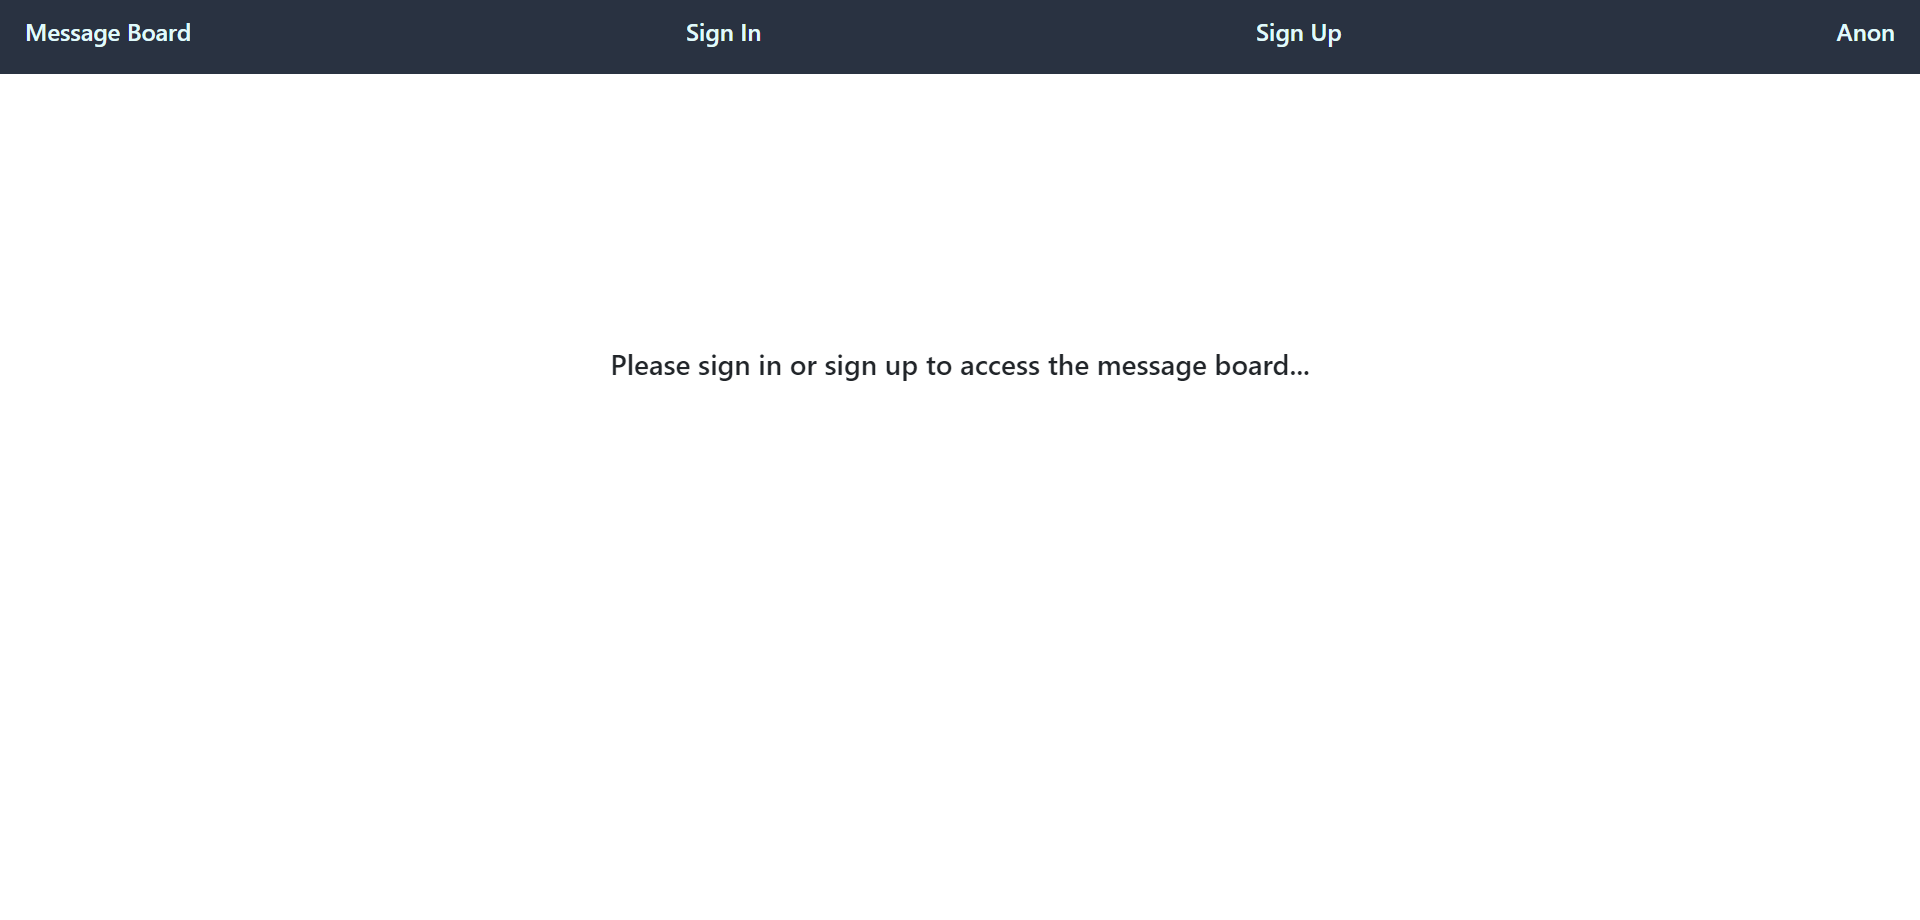 Message Board Sign In Sign Up Anon
Please sign in or sign up to access the message board...